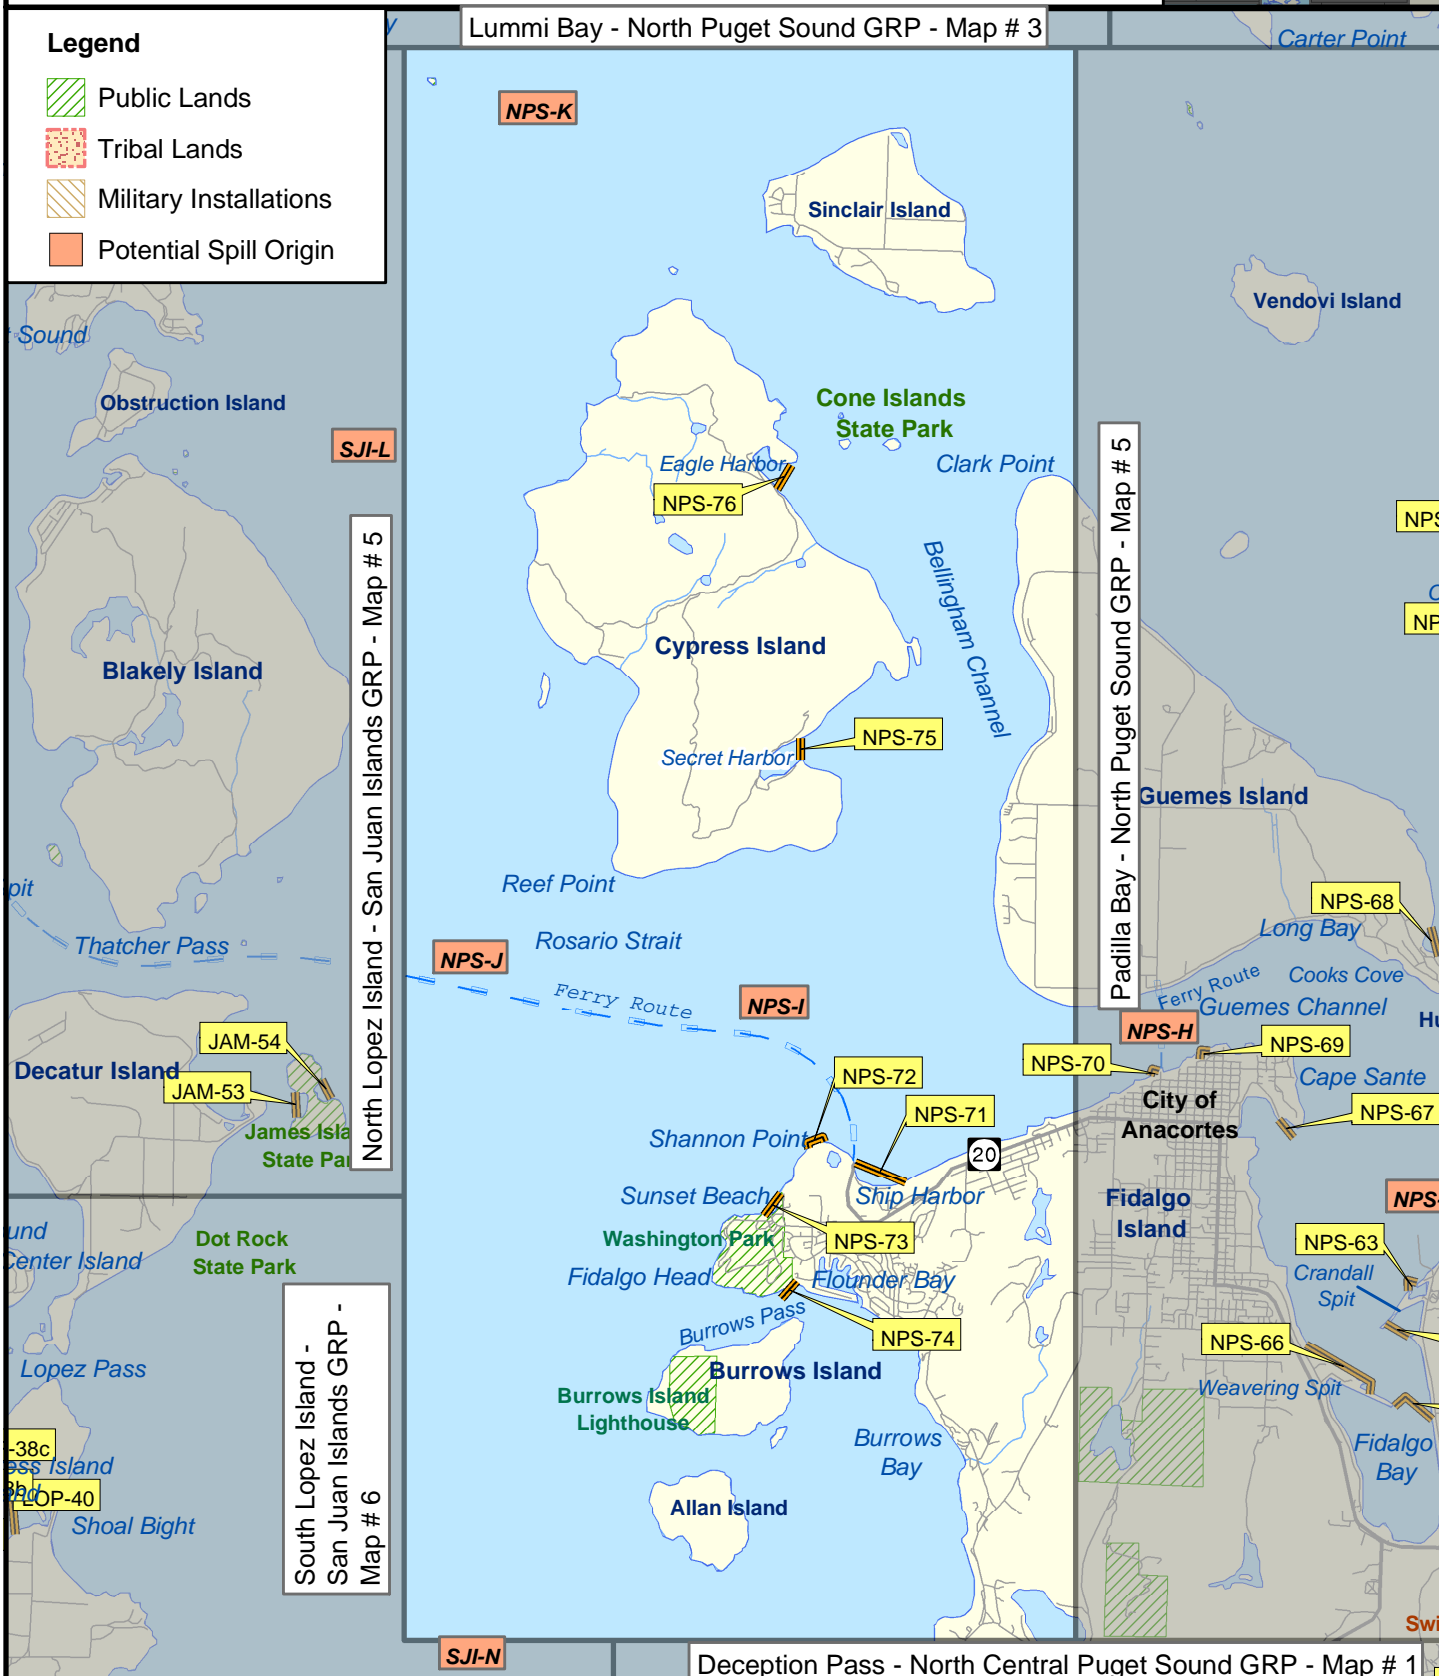 Lummi Bay - North Puget Sound GRP - Map # 3
Legend
Public Lands
Tribal Lands
Military Installations
Potential Spill Origin
Carter Point
NPS-K
Sinclair Island
Vendovi Island
Sound
Obstruction Island
SJI-L
Cone Islands
State Park
Eagle Harbor
NPS-76
Clark Point
North Lopez Island - San Juan Islands GRP - Map # 5
Padilla Bay - North Puget Sound GRP - Map # 5
Bellingham Channel
Blakely Island
Cypress Island
NPS-75
Secret Harbor
Guemes Island
Reef Point
NPS-68
Long Bay
Thatcher Pass
Rosario Strait
NPS-J
Ferry Route
NPS-I
Ferry Route
Cooks Cove
Guemes Channel
NPS-H
JAM-54
Decatur Island
JAM-53
NPS-72
NPS-70
NPS-69
Cape Sante
NPS-71
City of
Anacortes
NPS-67
James Isla
State Par
Shannon Point
20
Sunset Beach
Ship Harbor
Fidalgo
Island
NPS-
Dot Rock
State Park
Washington Park
NPS-73
NPS-63
Center Island
Fidalgo Head
Flounder Bay
Crandall
Spit
Burrows Pass
NPS-74
NPS-66
Lopez Pass
South Lopez Island -
San Juan Islands GRP -
Map # 6
Burrows Island
Burrows Island
Lighthouse
Weavering Spit
Burrows
Bay
Fidalgo
Bay
-38c
ess Island
LOP-40
Shoal Bight
Allan Island
Swi
SJI-N
Deception Pass - North Central Puget Sound GRP - Map # 1